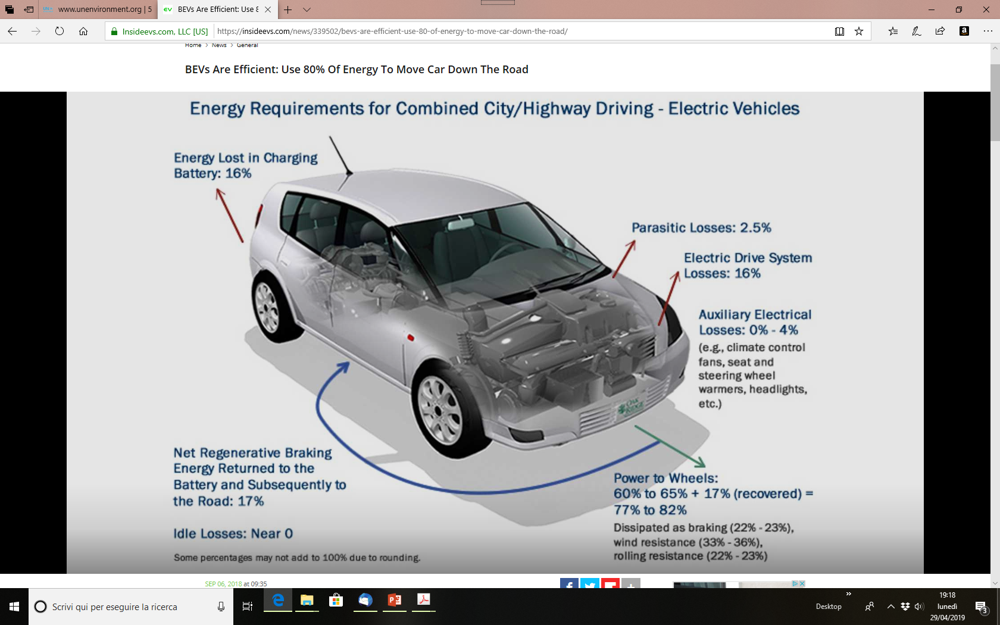 www.unenvironment.org | 5
BEVs Are Efficient: Use 8
Insideevs.com, LLC [US]
https://insideevs.com/news/339502/bevs-are-efficient-use-80-of-energy-to-move-car-down-the-road/
Home > News > General
BEVs Are Efficient: Use 80% Of Energy To Move Car Down The Road
Energy Requirements for Combined City/Highway Driving - Electric Vehicles
Energy Lost in Charging
Battery: 16%
Parasitic Losses: 2.5%
Electric Drive System
Losses: 16%
Auxiliary Electrical
Losses: 0% - 4%
(e.g., climate control
fans, seat and
steering wheel
warmers, headlights,
etc.)
OAK
RIDGE
Net Regenerative Braking
Energy Returned to the
Battery and Subsequently to
the Road: 17%
Idle Losses: Near 0
Some percentages may not add to 100% due to rounding.
Power to Wheels:
60% to 65% + 17% (recovered) =
77% to 82%
Dissipated as braking (22% - 23%),
wind resistance (33% - 36%),
rolling resistance (22% - 23%)
SEP 06, 2018 at 09:35
Scrivi qui per eseguire la ricerca
Desktop
19:18
lunedì
29/04/2019
3